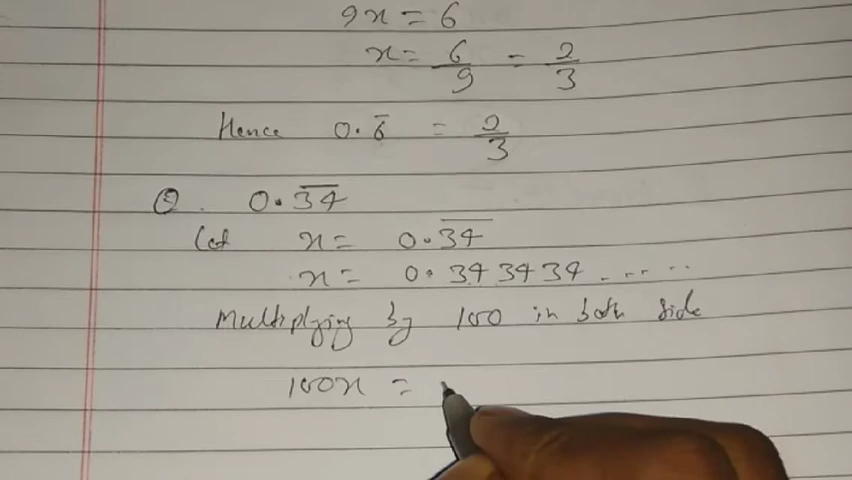 9x = 6
x = 6/9 = 2/3
Hence 0.6̅ = 2/3
Q. 0.3̅4̅
Let x = 0.3̅4̅
x = 0.343434.......
Multiplying by 100 in both side
100x =